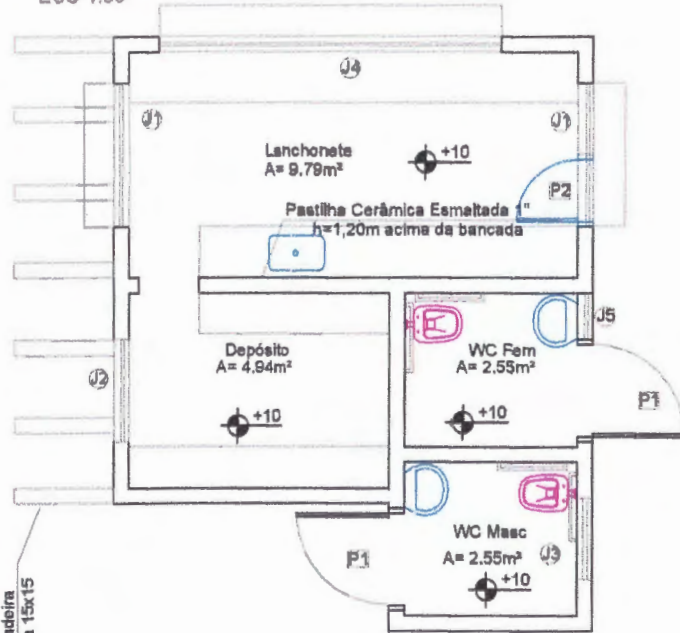 J4
J1
J1
Lanchonete
A= 9.79m²
+10
P2
Pastilha Cerâmica Esmaltada 1"
h=1,20m acima da bancada
J5
Depósito
A= 4.94m²
WC Fem
A= 2.55m²
J2
P1
+10
+10
WC Masc
A= 2.55m²
J3
P1
+10
15x15